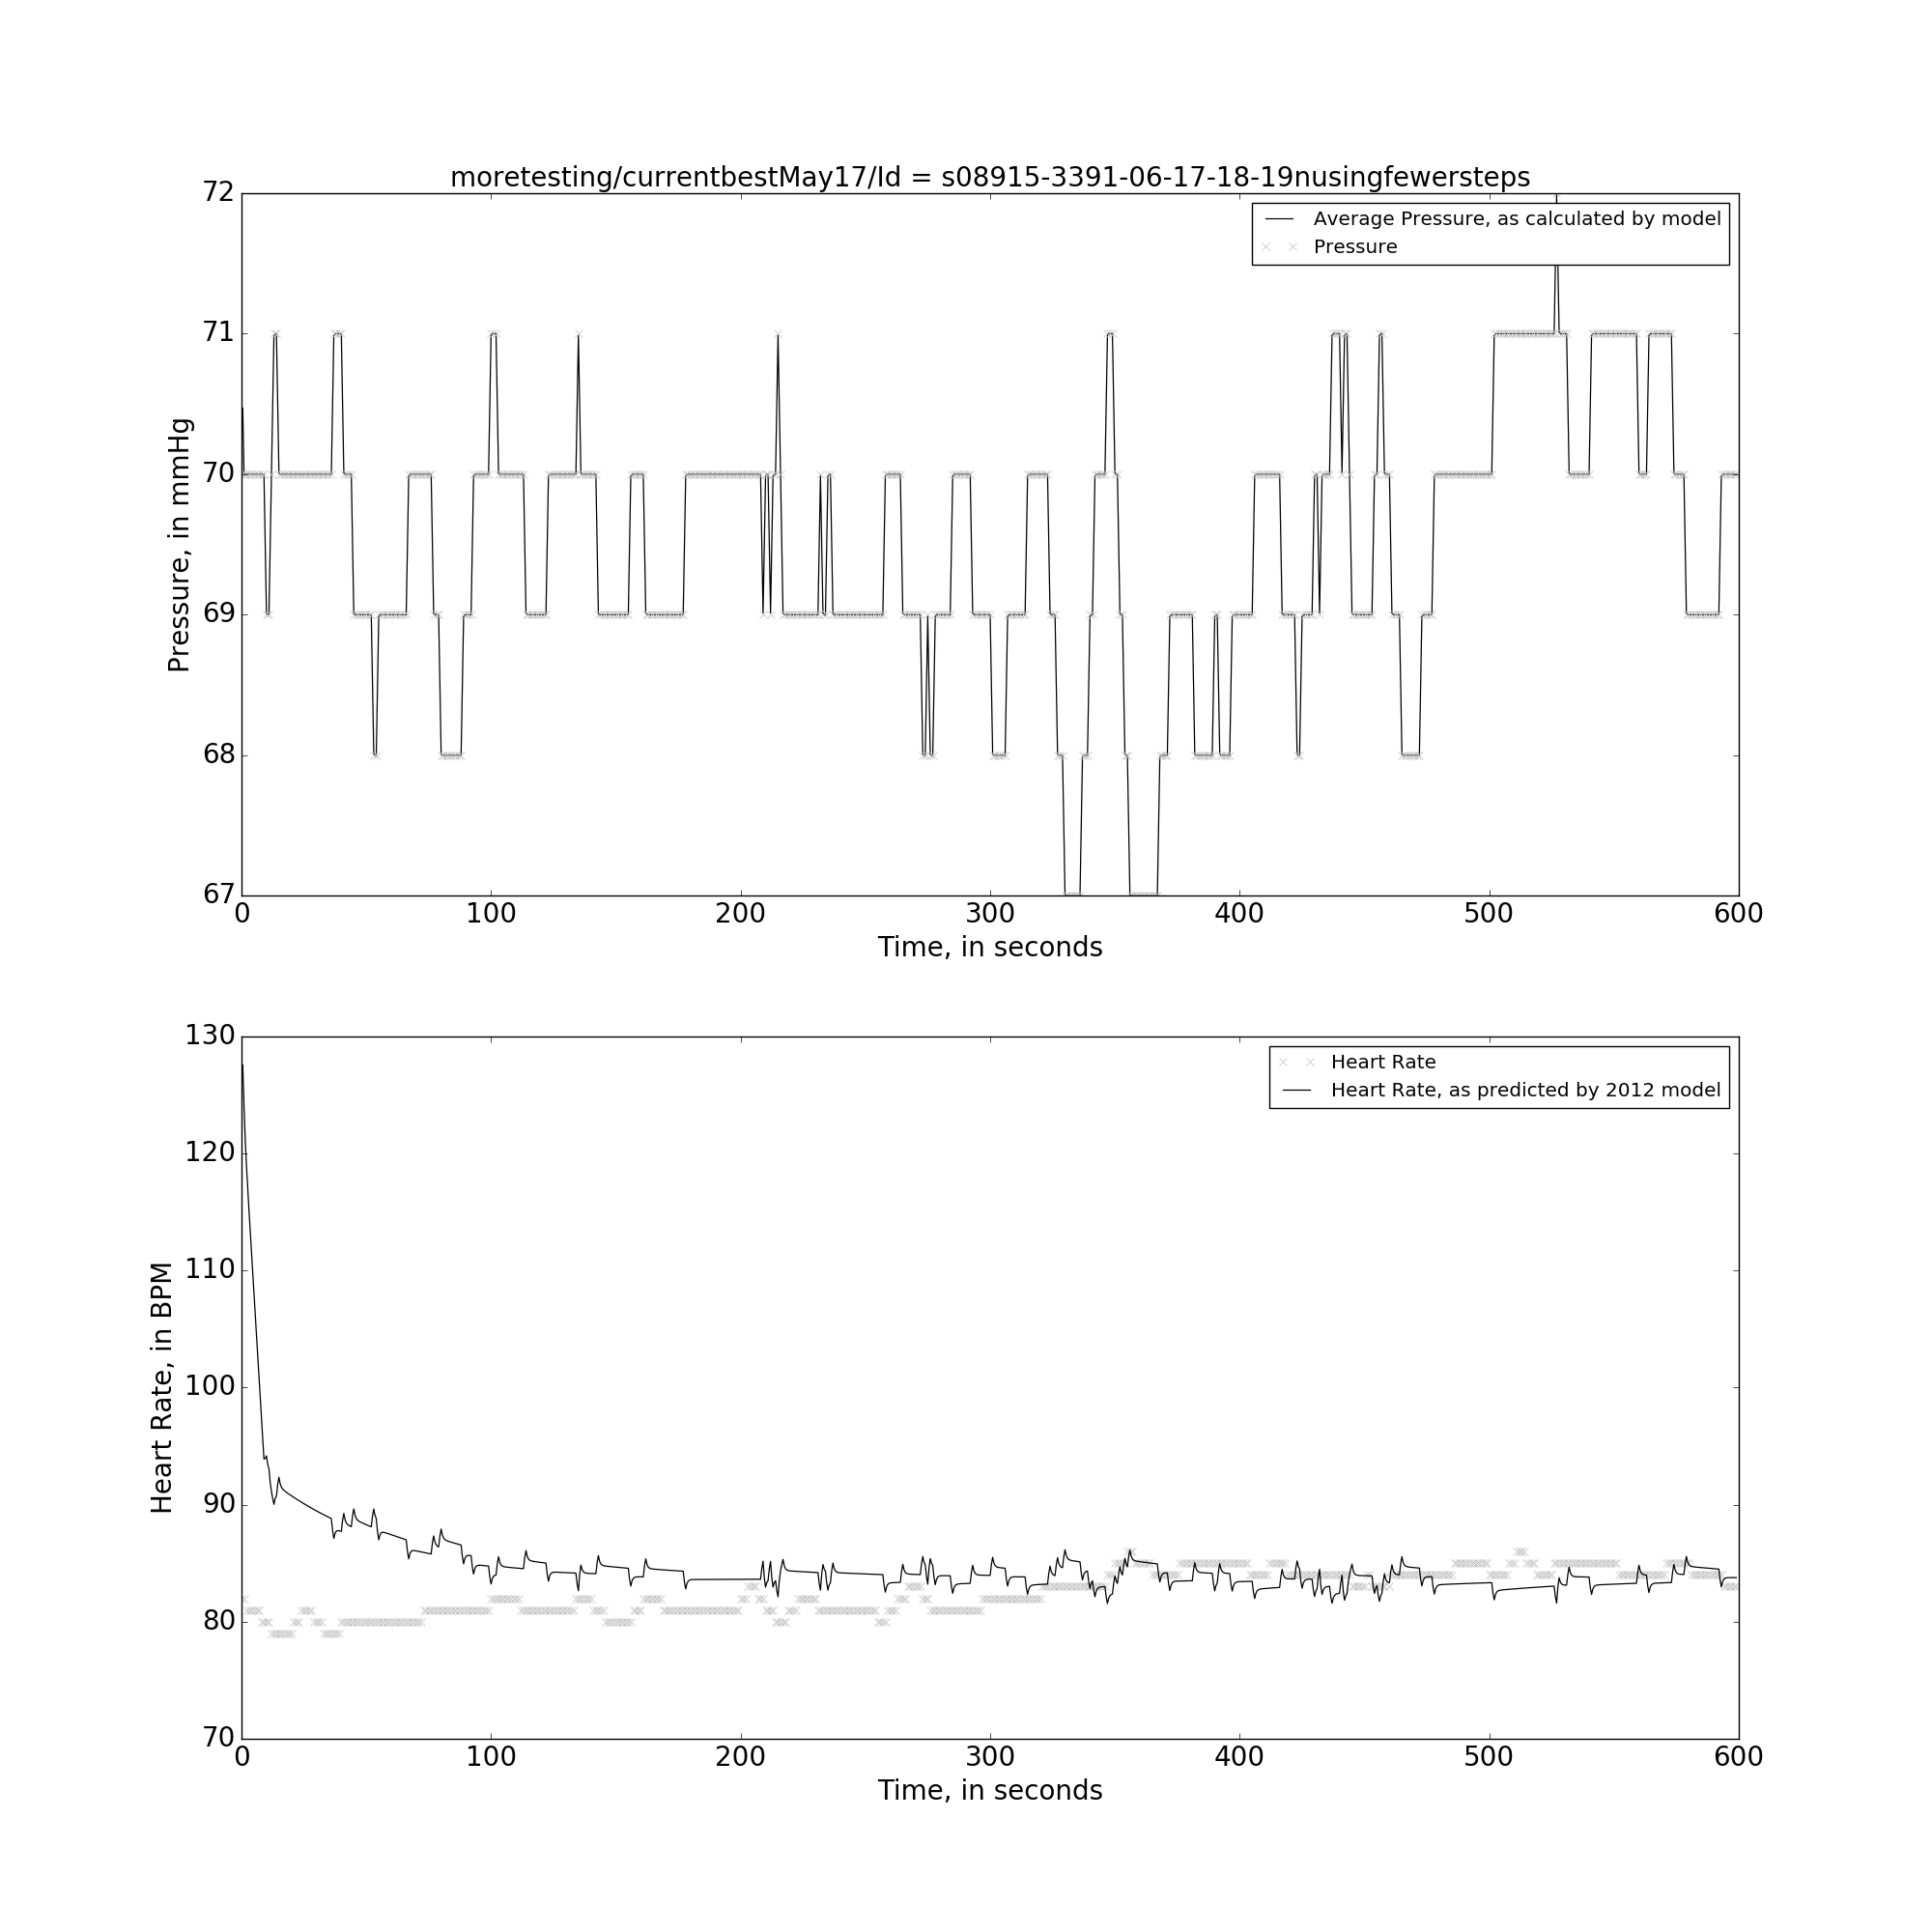 moretesting/currentbestMay17/Id = s08915-3391-06-17-18-19nusingfewersteps
72
71
70
69
68
67
Pressure, in mmHg
Average Pressure, as calculated by model
Pressure
0 100 200 300 400 500 600
Time, in seconds
130
120
110
100
90
80
70
Heart Rate, in BPM
Heart Rate
Heart Rate, as predicted by 2012 model
0 100 200 300 400 500 600
Time, in seconds